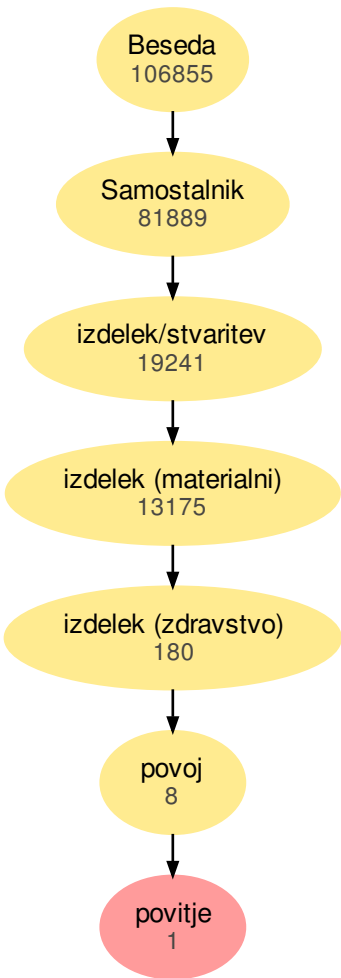 Beseda
106855
Samostalnik
81889
izdelek/stvaritev
19241
izdelek (materialni)
13175
izdelek (zdravstvo)
180
povoj
8
povitje
1